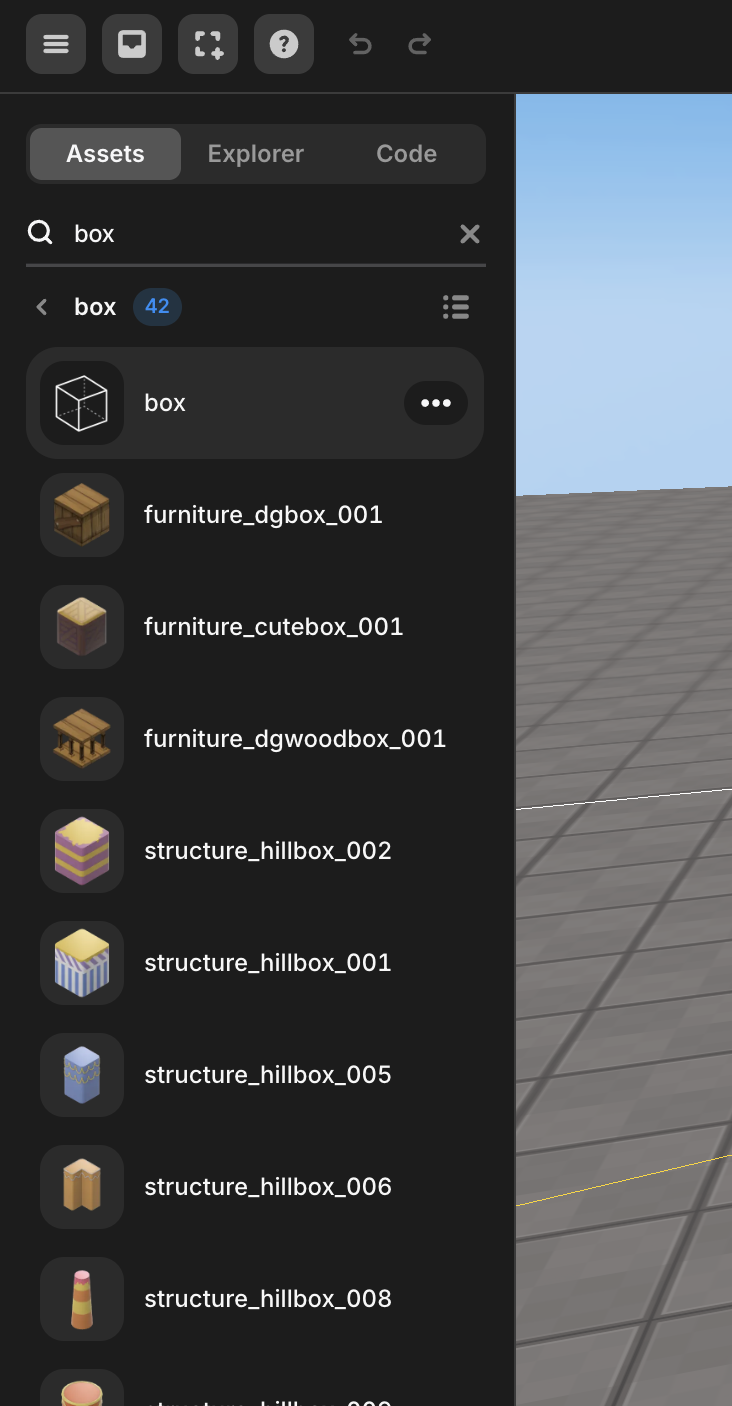 Assets Explorer Code
box
box 42
box
furniture_dgbox_001
furniture_cutebox_001
furniture_dgwoodbox_001
structure_hillbox_002
structure_hillbox_001
structure_hillbox_005
structure_hillbox_006
structure_hillbox_008